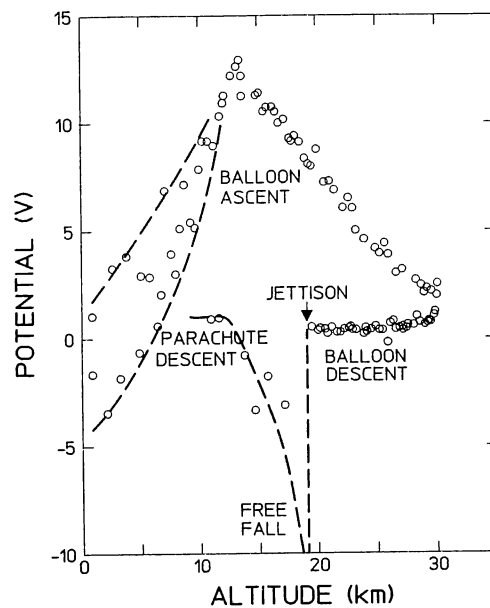 15
10
5
0
-5
-10
POTENTIAL (V)
BALLOON
ASCENT
JETTISON
PARACHUTE
DESCENT
BALLOON
DESCENT
FREE
FALL
0
10
20
30
ALTITUDE (km)